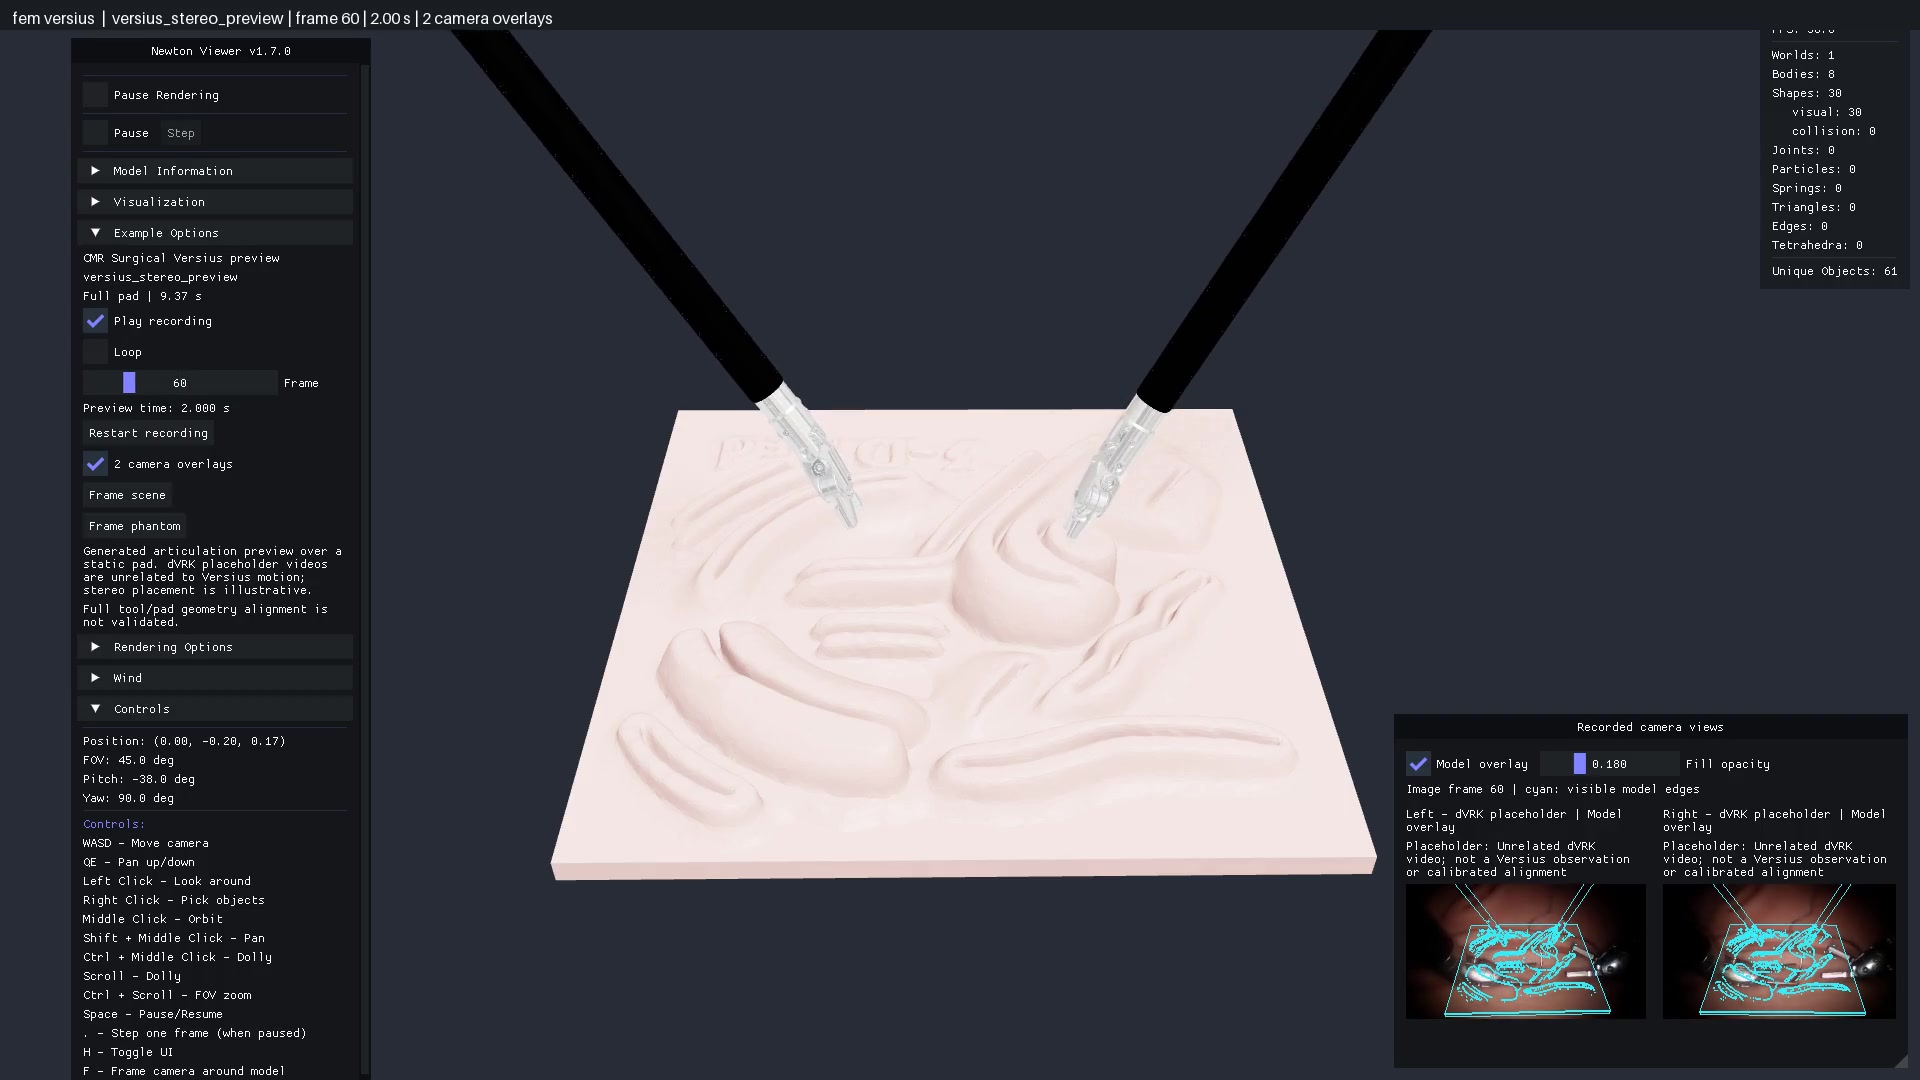 fem versius | versius_stereo_preview | frame 60 | 2.00 s | 2 camera overlays
Newton Viewer v1.7.0
Pause Rendering
Pause Step
Model Information
Visualization
Example Options
CMR Surgical Versius preview
versius_stereo_preview
Full pad | 9.37 s
Play recording
Loop
60 Frame
Preview time: 2.000 s
Restart recording
2 camera overlays
Frame scene
Frame phantom
Generated articulation preview over a
static pad. dVRK placeholder videos
are unrelated to Versius motion;
stereo placement is illustrative.
Full tool/pad geometry alignment is
not validated.
Rendering Options
Wind
Controls
Position: (0.00, -0.20, 0.17)
FOV: 45.0 deg
Pitch: -38.0 deg
Yaw: 90.0 deg
Controls:
WASD - Move camera
QE - Pan up/down
Left Click - Look around
Right Click - Pick objects
Middle Click - Orbit
Shift + Middle Click - Pan
Ctrl + Middle Click - Dolly
Scroll - Dolly
Ctrl + Scroll - FOV zoom
Space - Pause/Resume
. - Step one frame (when paused)
H - Toggle UI
F - Frame camera around model
Worlds: 1
Bodies: 8
Shapes: 30
visual: 30
collision: 0
Joints: 0
Particles: 0
Springs: 0
Triangles: 0
Edges: 0
Tetrahedra: 0
Unique Objects: 61
Recorded camera views
Model overlay 0.180 Fill opacity
Image frame 60 | cyan: visible model edges
Left - dVRK placeholder | Model
overlay
Placeholder: Unrelated dVRK
video; not a Versius observation
or calibrated alignment
Right - dVRK placeholder | Model
overlay
Placeholder: Unrelated dVRK
video; not a Versius observation
or calibrated alignment